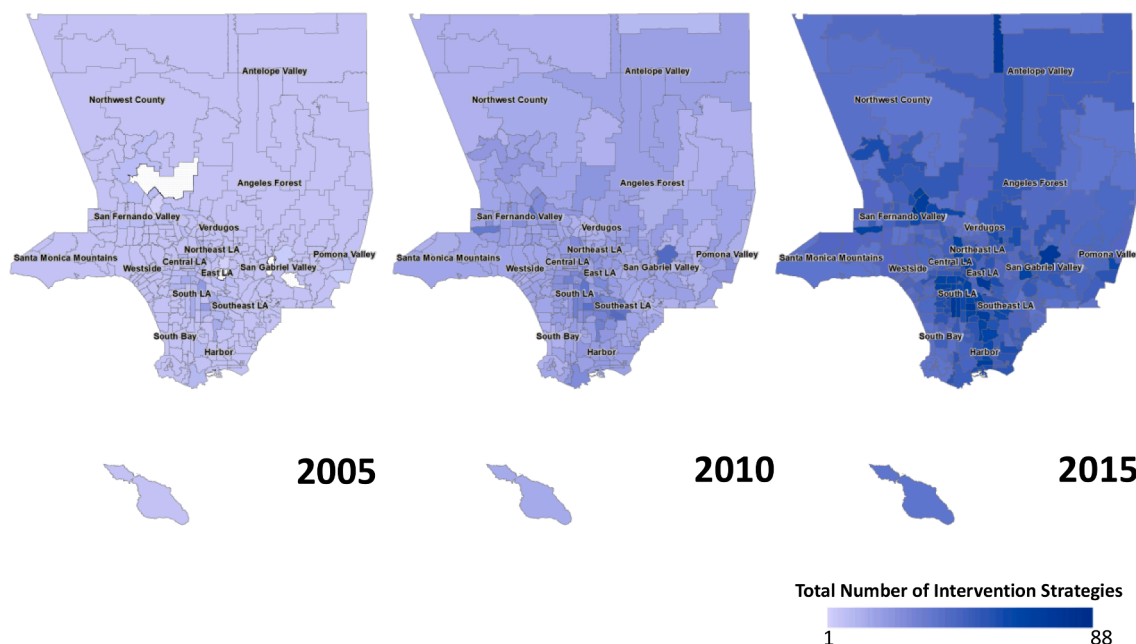 Antelope Valley
Northwest County
Angeles Forest
San Fernando Valley
Verdugos
Northeast LA
Santa Monica Mountains
Central LA
Pomona Valley
Westside
East LA
San Gabriel Valley
South LA
Southeast LA
South Bay
Harbor
2005
Antelope Valley
Northwest County
Angeles Forest
San Fernando Valley
Verdugos
Northeast LA
Santa Monica Mountains
Central LA
Pomona Valley
Westside
East LA
San Gabriel Valley
South LA
Southeast LA
South Bay
Harbor
2010
Antelope Valley
Northwest County
Angeles Forest
San Fernando Valley
Verdugos
Northeast LA
Santa Monica Mountains
Central LA
Pomona Valle
Westside
East LA
San Gabriel Valley
South LA
Southeast LA
South Bay
Harbor
2015
Total Number of Intervention Strategies
1 88